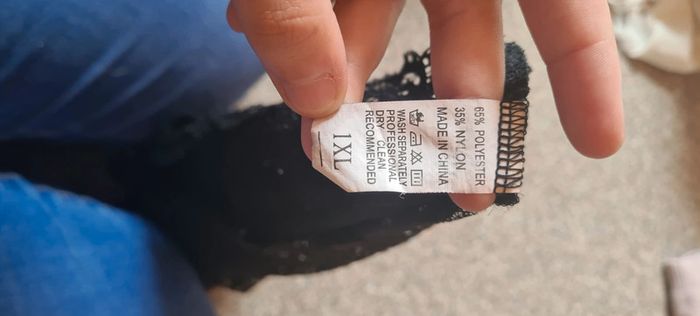 65% POLYESTER
35% NYLON
MADE IN CHINA
WASH SEPARATELY
PROFESSIONAL
DRY CLEAN
RECOMMENDED
1XL